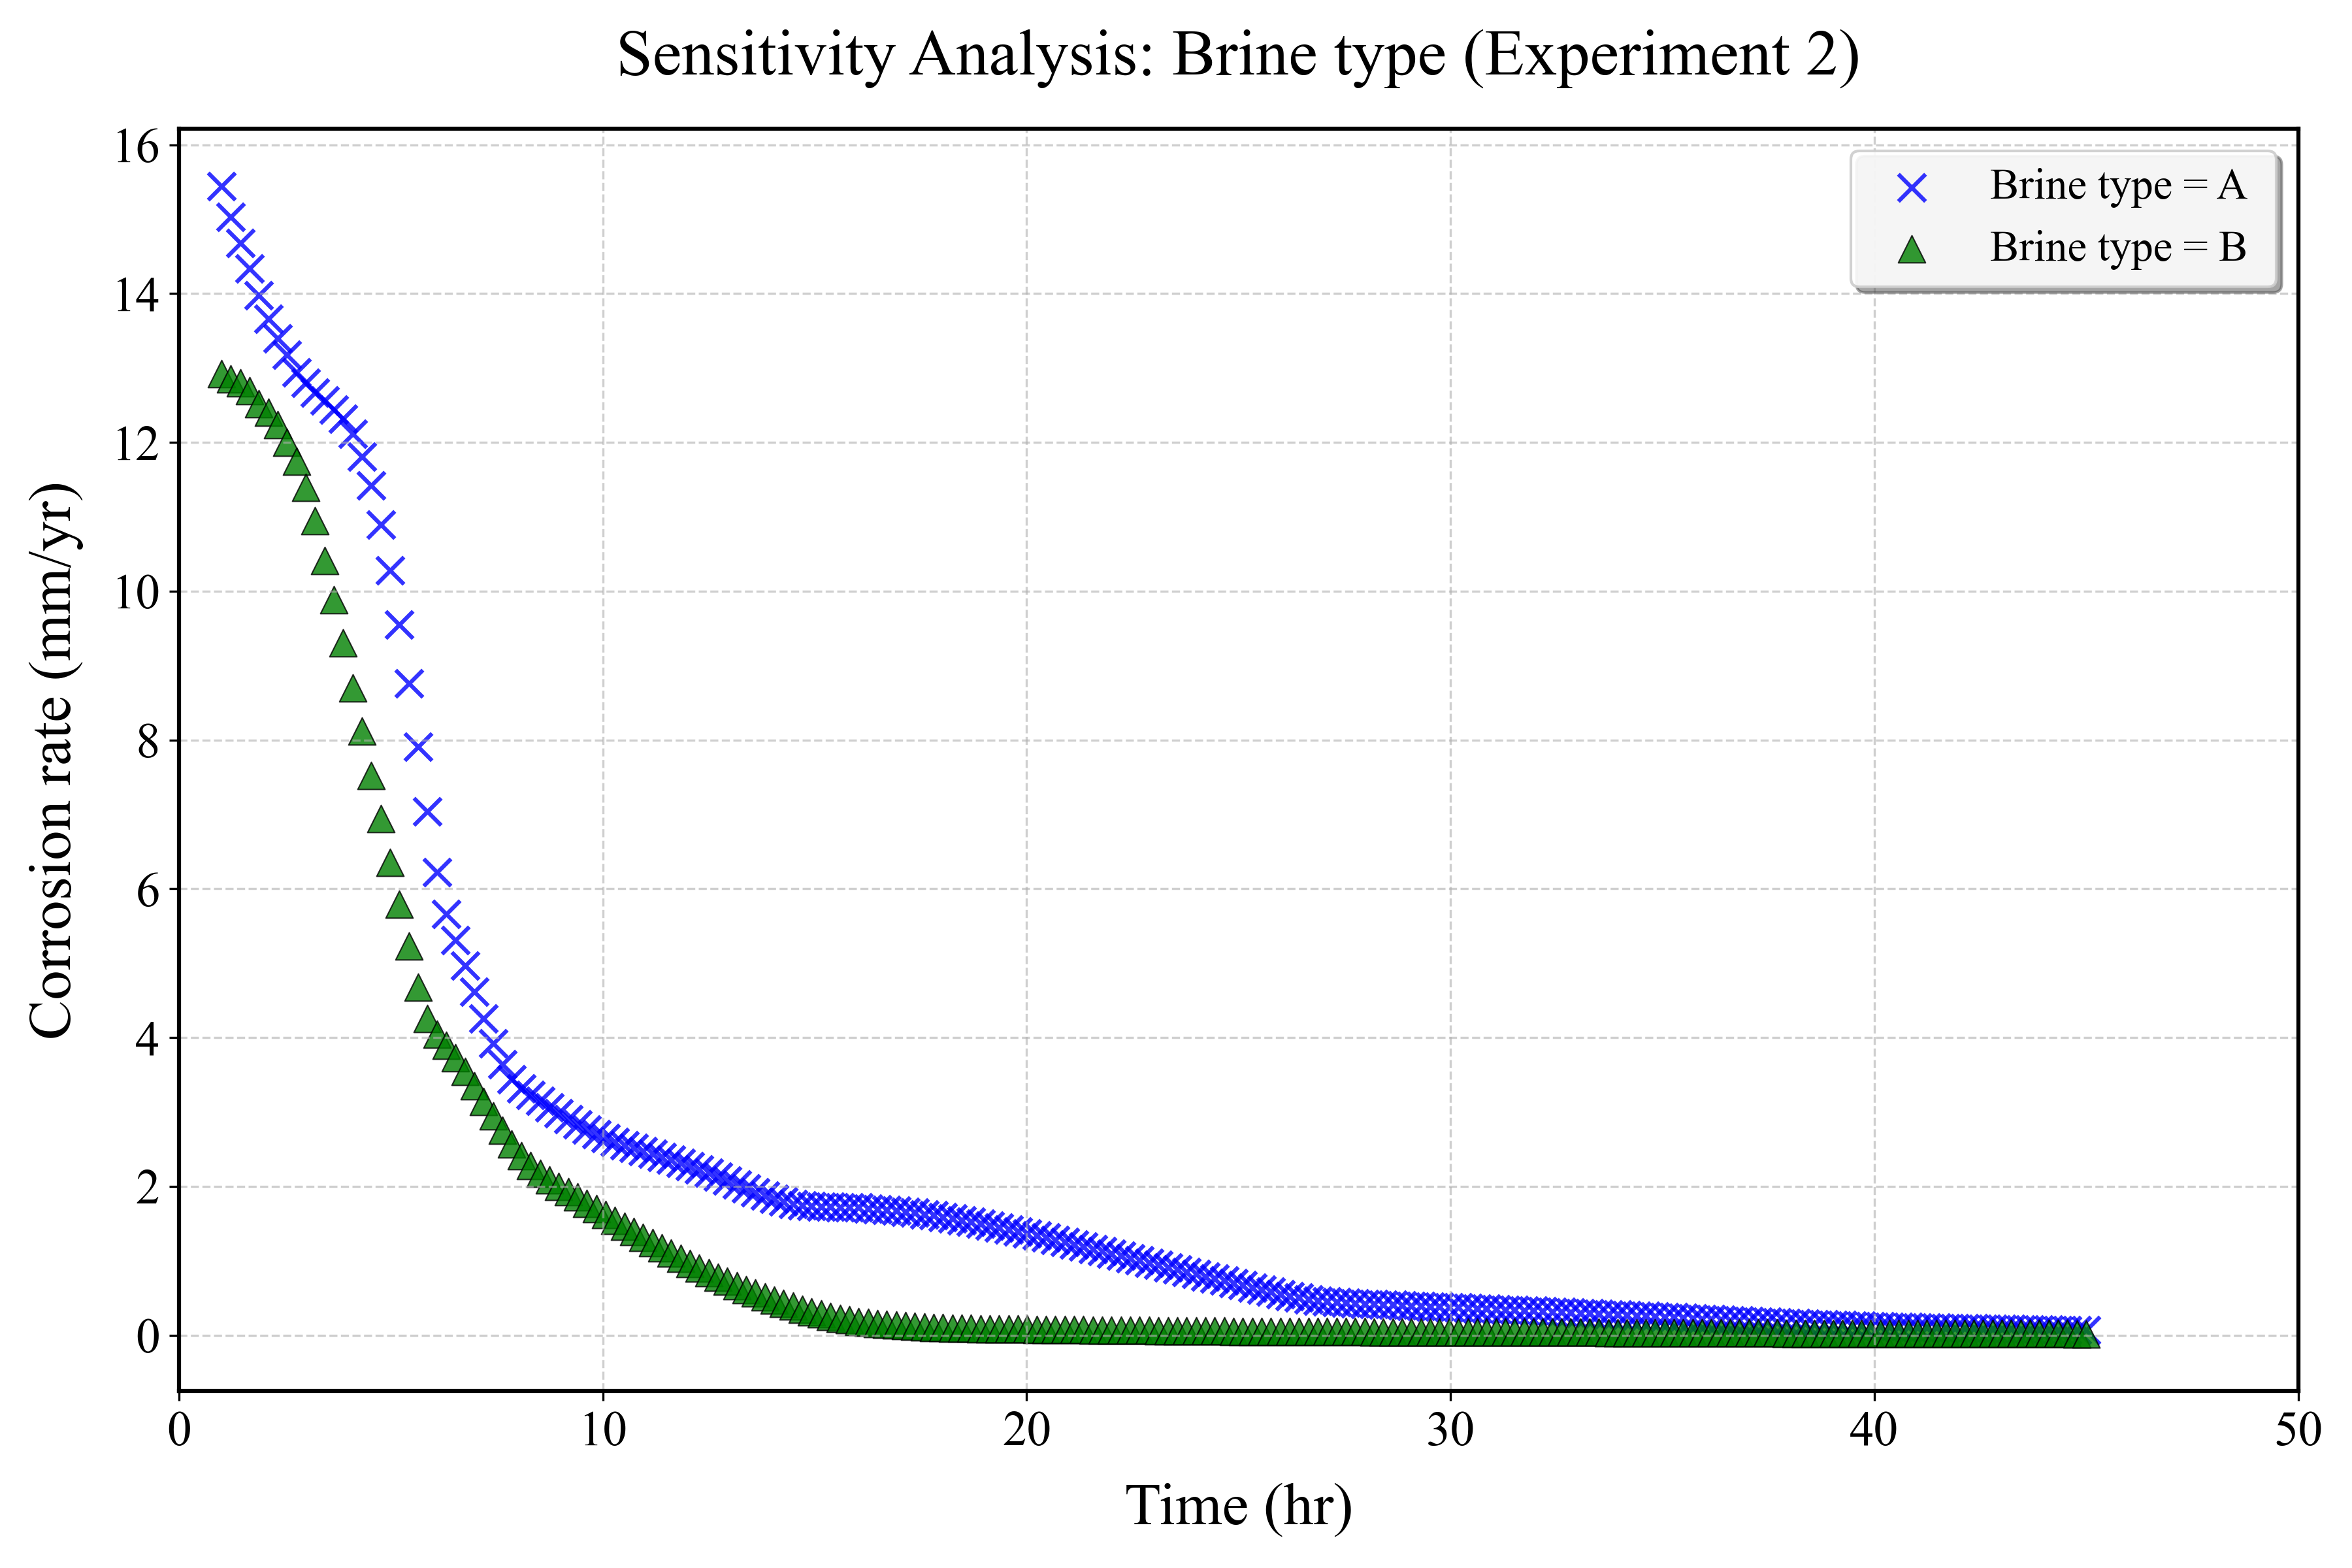 Sensitivity Analysis: Brine type (Experiment 2)
Brine type = A
Brine type = B
Corrosion rate (mm/yr)
16
14
12
10
8
6
4
2
0
0 10 20 30 40 50
Time (hr)